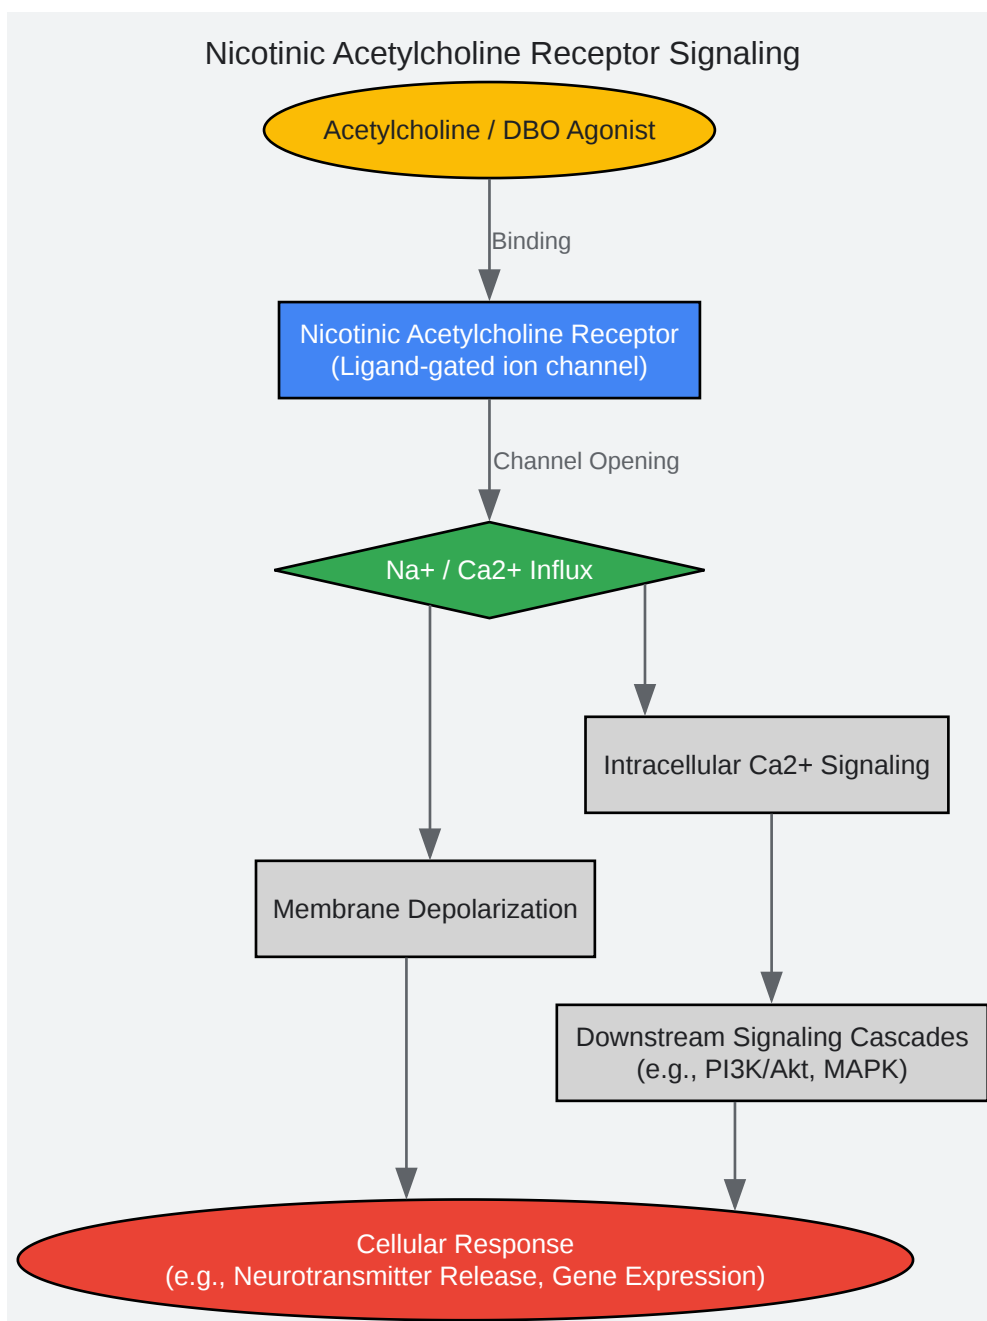 Nicotinic Acetylcholine Receptor Signaling
Acetylcholine / DBO Agonist
Binding
Nicotinic Acetylcholine Receptor
(Ligand-gated ion channel)
Channel Opening
Na+ / Ca2+ Influx
Intracellular Ca2+ Signaling
Membrane Depolarization
Downstream Signaling Cascades
(e.g., PI3K/Akt, MAPK)
Cellular Response
(e.g., Neurotransmitter Release, Gene Expression)